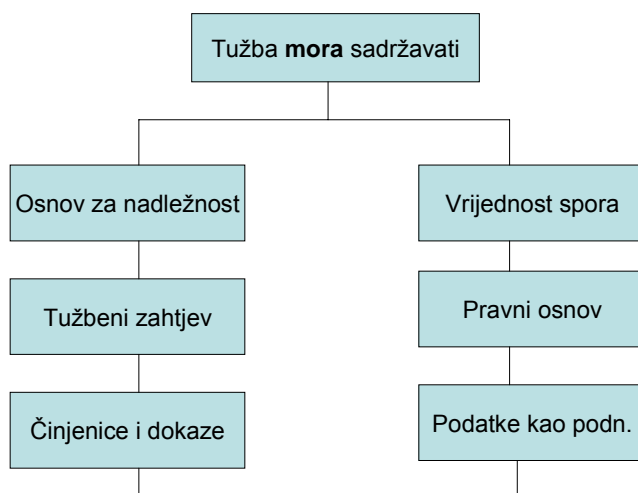 Tužba mora sadržavati
Osnov za nadležnost
Vrijednost spora
Tužbeni zahtjev
Pravni osnov
Činjenice i dokaze
Podatke kao podn.